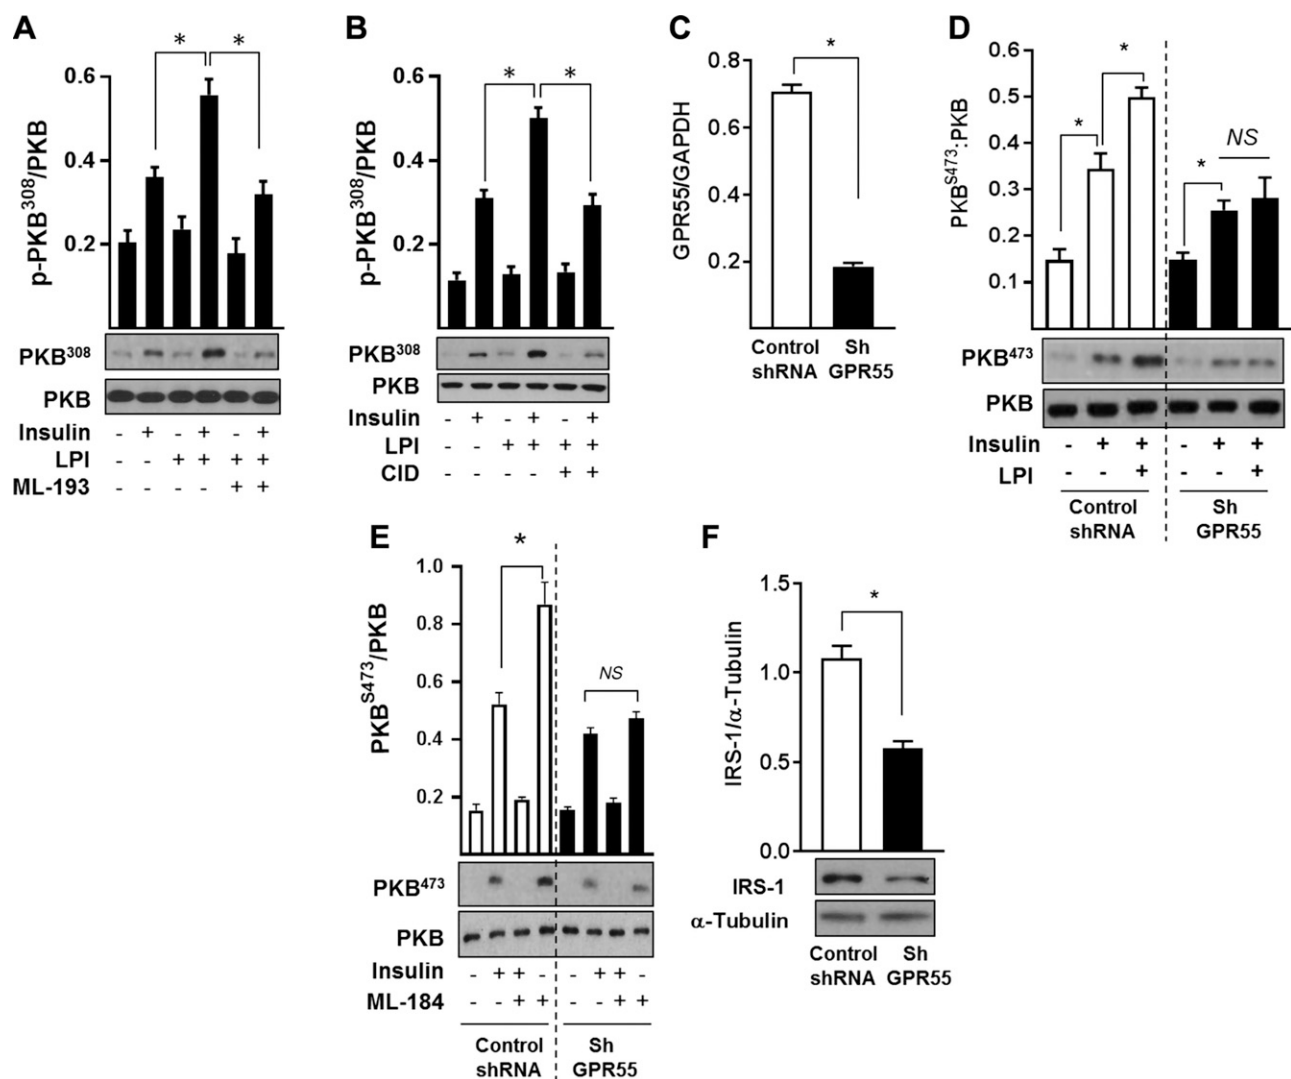 A
*
*
0.6
0.4
0.2
p-PKB³⁰⁸/PKB
PKB³⁰⁸
PKB
Insulin - + - + - +
LPI - - + + + +
ML-193 - - - - + +
B
*
*
0.6
0.4
0.2
p-PKB³⁰⁸/PKB
PKB³⁰⁸
PKB
Insulin - + - + - +
LPI - - + + + +
CID - - - - + +
C
*
0.8
0.6
0.4
0.2
GPR55/GAPDH
Control
shRNA
Sh
GPR55
D
*
*
*
NS
0.6
0.5
0.4
0.3
0.2
0.1
PKBˢ⁴⁷³:PKB
PKB⁴⁷³
PKB
Insulin - + + - + +
LPI - - + - - +
Control
shRNA
Sh
GPR55
E
*
NS
1.0
0.8
0.6
0.4
0.2
PKBˢ⁴⁷³/PKB
PKB⁴⁷³
PKB
Insulin - + + - - + + -
ML-184 - - + + - - + +
Control
shRNA
Sh
GPR55
F
*
1.5
1.0
0.5
0.0
IRS-1/α-Tubulin
IRS-1
α-Tubulin
Control
shRNA
Sh
GPR55